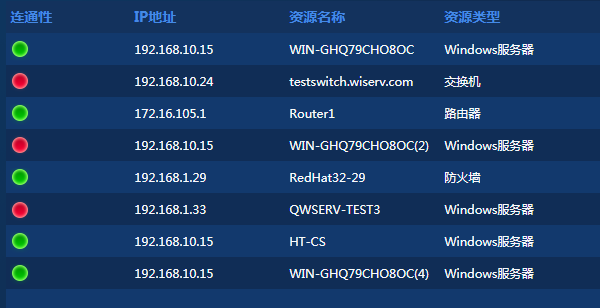 连通性 IP地址 资源名称 资源类型
192.168.10.15 WIN-GHQ79CHO8OC Windows服务器
192.168.10.24 testswitch.wiserv.com 交换机
172.16.105.1 Router1 路由器
192.168.10.15 WIN-GHQ79CHO8OC(2) Windows服务器
192.168.1.29 RedHat32-29 防火墙
192.168.1.33 QWSERV-TEST3 Windows服务器
192.168.10.15 HT-CS Windows服务器
192.168.10.15 WIN-GHQ79CHO8OC(4) Windows服务器